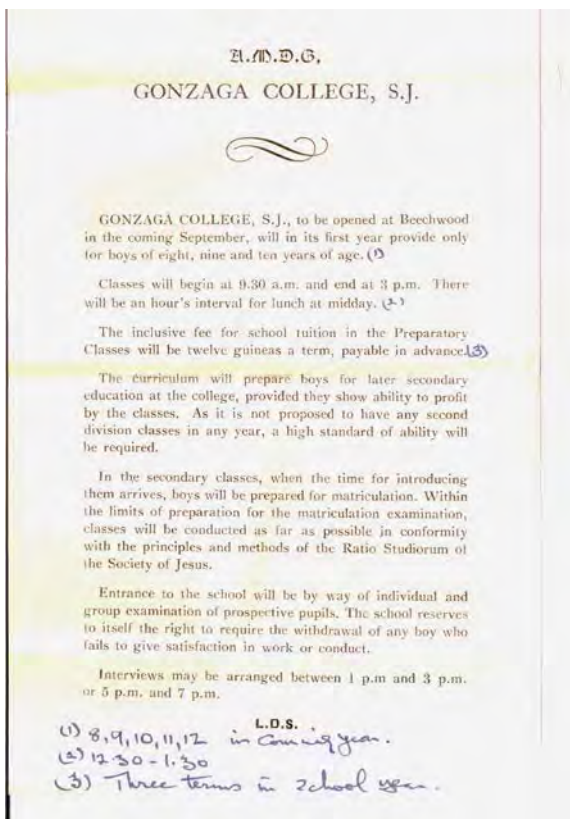 A.M.D.G.
GONZAGA COLLEGE, S.J.
GONZAGA COLLEGE, S.J., to be opened at Beechwood
in the coming September, will in its first year provide only
for boys of eight, nine and ten years of age. (1)
Classes will begin at 9.30 a.m. and end at 3 p.m. There
will be an hour's interval for lunch at midday. (2)
The inclusive fee for school tuition in the Preparatory
Classes will be twelve guineas a term, payable in advance. (3)
The curriculum will prepare boys for later secondary
education at the college, provided they show ability to profit
by the classes. As it is not proposed to have any second
division classes in any year, a high standard of ability will
be required.
In the secondary classes, when the time for introducing
them arrives, boys will be prepared for matriculation. Within
the limits of preparation for the matriculation examination,
classes will be conducted as far as possible in conformity
with the principles and methods of the Ratio Studiorum of
the Society of Jesus.
Entrance to the school will be by way of individual and
group examination of prospective pupils. The school reserves
to itself the right to require the withdrawal of any boy who
fails to give satisfaction in work or conduct.
Interviews may be arranged between 1 p.m and 3 p.m.
or 5 p.m. and 7 p.m.
L.D.S.
(1) 8, 9, 10, 11, 12 in coming year.
(2) 12.30 - 1.30
(3) Three terms in school year.